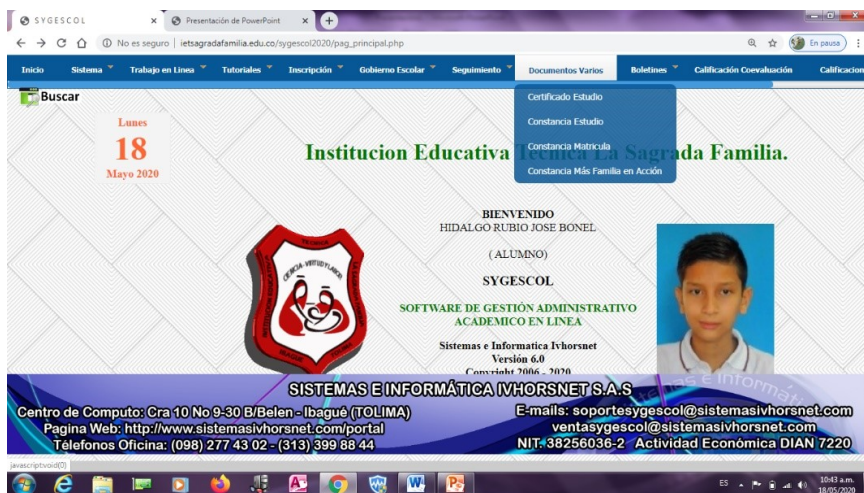 SYGESCOL
Presentación de PowerPoint
No es seguro | ietsagradafamilia.edu.co/sygescol2020/pag_principal.php
En pausa
Inicio Sistema Trabajo en Linea Tutoriales Inscripción Gobierno Escolar Seguimiento Documentos Varios Boletines Calificación Coevaluación Calificacion
Buscar
Certificado Estudio
Constancia Estudio
Constancia Matricula
Constancia Más Familia en Acción
Lunes
18
Mayo 2020
Institucion Educativa Tecnica La Sagrada Familia.
BIENVENIDO
HIDALGO RUBIO JOSE BONEL
( ALUMNO)
SYGESCOL
SOFTWARE DE GESTIÓN ADMINISTRATIVO
ACADEMICO EN LINEA
Sistemas e Informatica Ivhorsnet
Versión 6.0
Copyright 2006 - 2020
CIENCIA-VIRTUD Y LABOR
SISTEMAS E INFORMÁTICA IVHORSNET S.A.S
Centro de Computo: Cra 10 No 9-30 B/Belen - Ibagué (TOLIMA)
Pagina Web: http://www.sistemasivhorsnet.com/portal
Telefonos Oficina: (098) 277 43 02 - (313) 399 88 44
E-mails: soportesygescol@sistemasivhorsnet.com
ventasygescol@sistemasivhorsnet.com
NIT. 38256036-2 Actividad Económica DIAN 7220
javascript:void(0)
ES
10:43 a.m.
18/05/2020